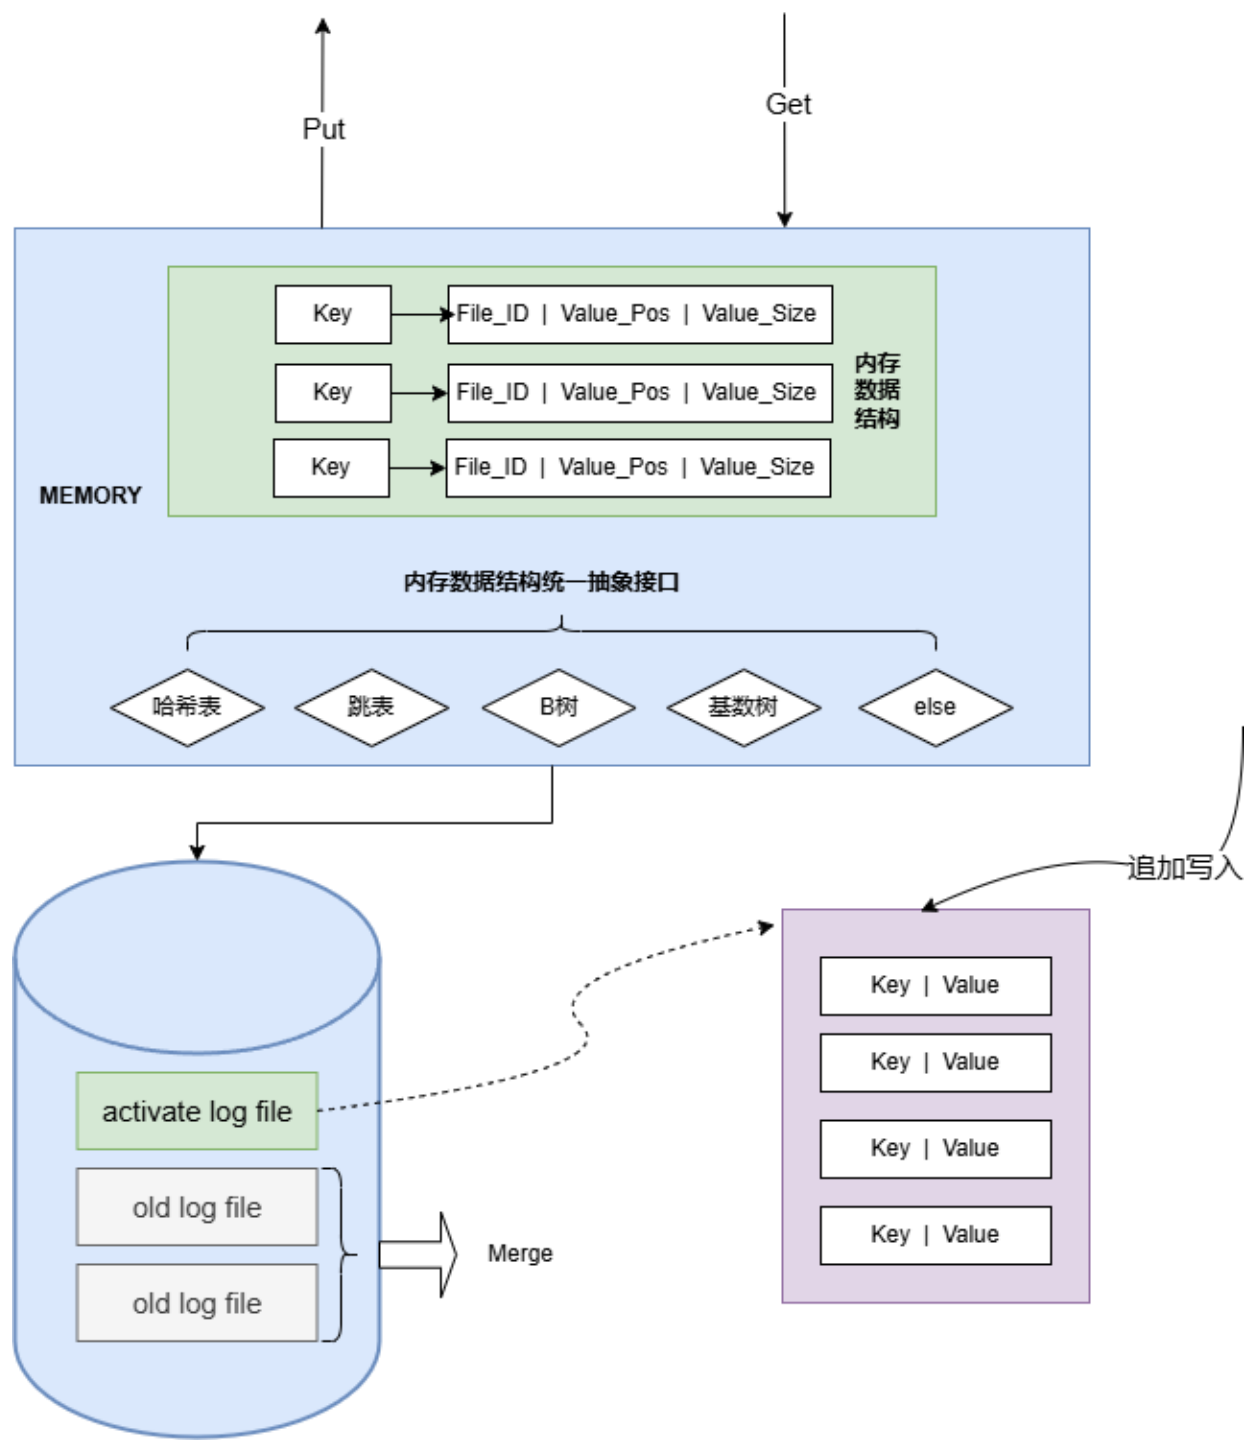 Put
Get
Key
File_ID | Value_Pos | Value_Size
Key
File_ID | Value_Pos | Value_Size
Key
File_ID | Value_Pos | Value_Size
内存
数据
结构
MEMORY
内存数据结构统一抽象接口
哈希表
跳表
B树
基数树
else
追加写入
activate log file
old log file
old log file
Merge
Key | Value
Key | Value
Key | Value
Key | Value